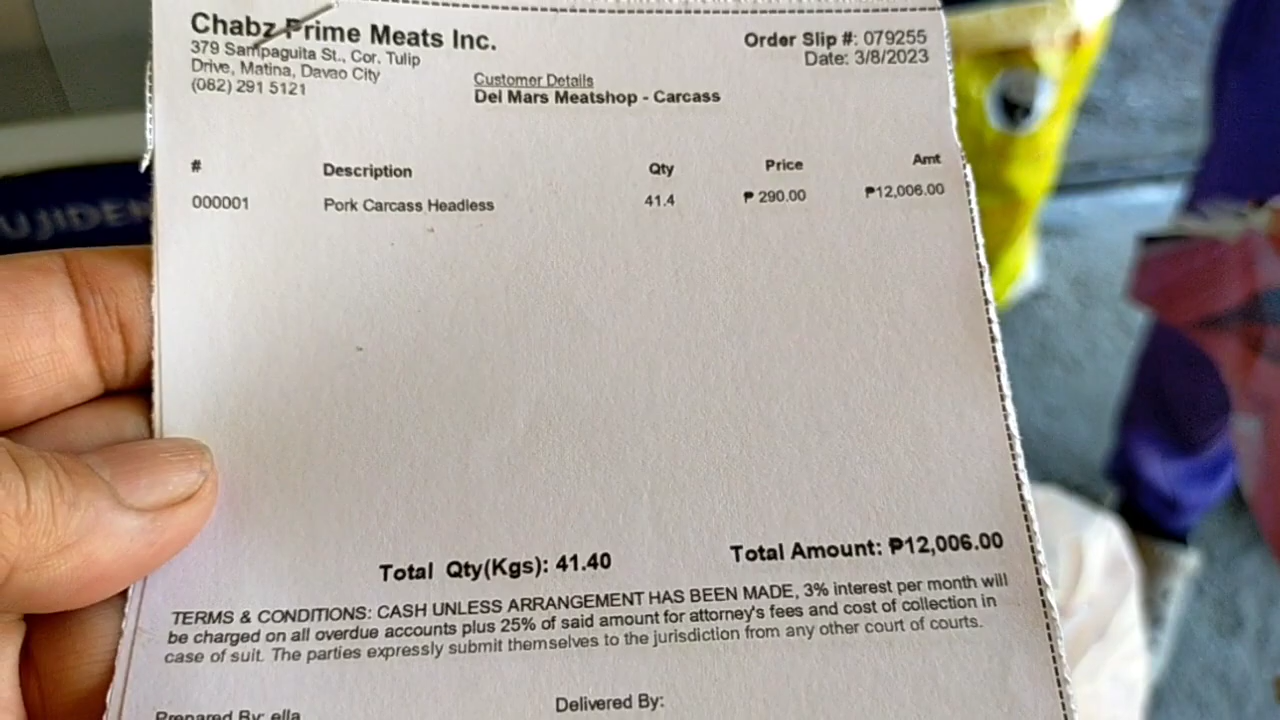 Chabz Prime Meats Inc.
379 Sampaguita St., Cor. Tulip
Drive, Matina, Davao City
(082) 291 5121
Order Slip #: 079255
Date: 3/8/2023
Customer Details
Del Mars Meatshop - Carcass
# Description Qty Price Amt
000001 Pork Carcass Headless 41.4 ₱ 290.00 ₱12,006.00
Total Qty(Kgs): 41.40 Total Amount: ₱12,006.00
TERMS & CONDITIONS: CASH UNLESS ARRANGEMENT HAS BEEN MADE, 3% interest per month will
be charged on all overdue accounts plus 25% of said amount for attorney's fees and cost of collection in
case of suit. The parties expressly submit themselves to the jurisdiction from any other court of courts.
Prepared By: ella Delivered By: